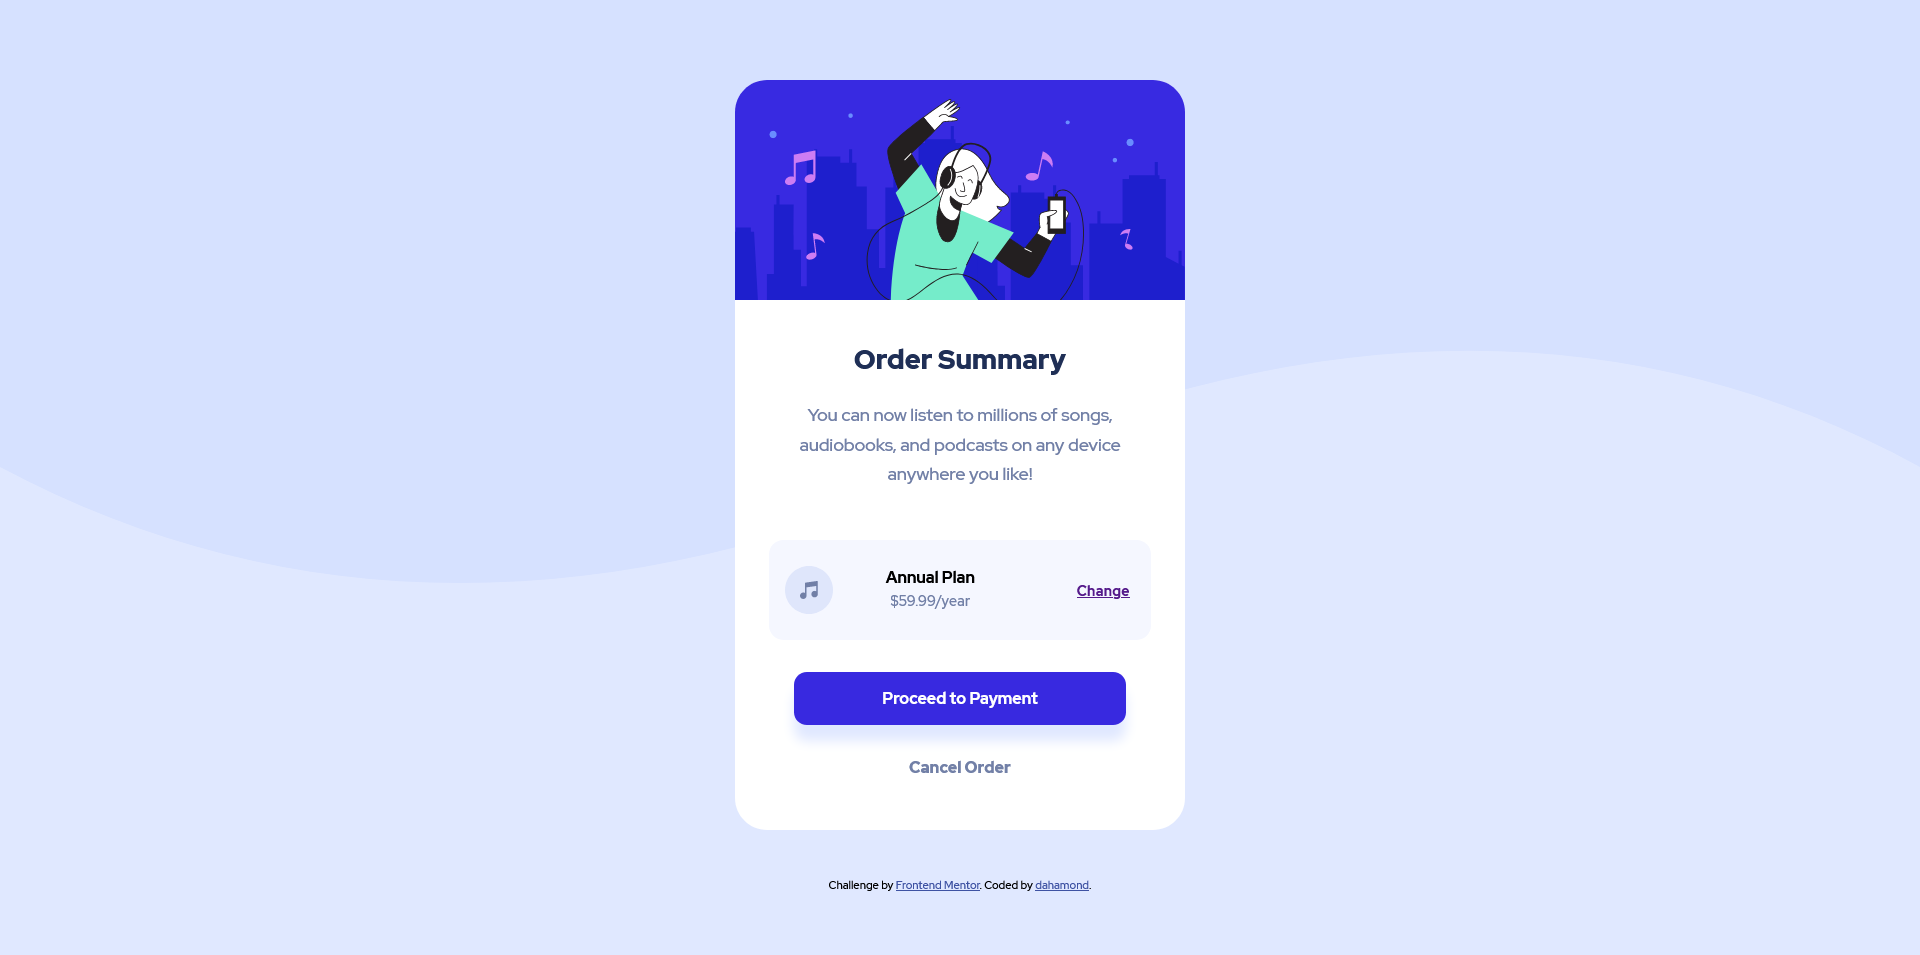 Order Summary
You can now listen to millions of songs,
audiobooks, and podcasts on any device
anywhere you like!
Annual Plan
$59.99/year
Change
Proceed to Payment
Cancel Order
Challenge by Frontend Mentor. Coded by dahamond.